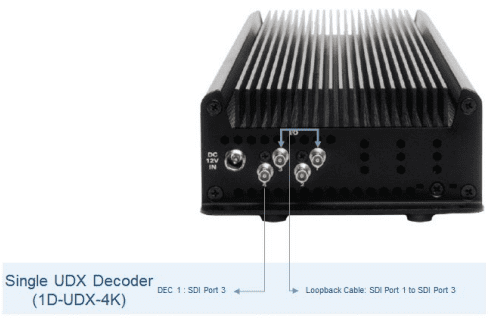 I/O
DC
12V
IN
Single UDX Decoder
(1D-UDX-4K)
DEC 1 : SDI Port 3
Loopback Cable: SDI Port 1 to SDI Port 3